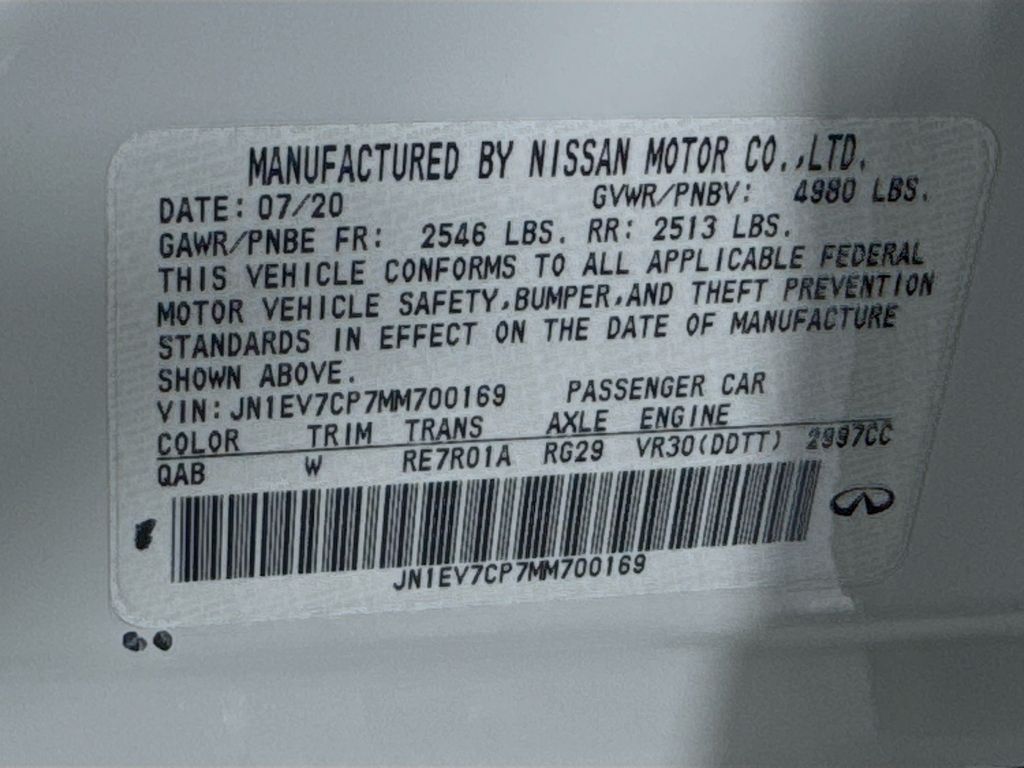 MANUFACTURED BY NISSAN MOTOR CO.,LTD.
DATE: 07/20 GVWR/PNBV: 4980 LBS.
GAWR/PNBE FR: 2546 LBS. RR: 2513 LBS.
THIS VEHICLE CONFORMS TO ALL APPLICABLE FEDERAL
MOTOR VEHICLE SAFETY,BUMPER,AND THEFT PREVENTION
STANDARDS IN EFFECT ON THE DATE OF MANUFACTURE
SHOWN ABOVE.
VIN: JN1EV7CP7MM700169 PASSENGER CAR
COLOR TRIM TRANS AXLE ENGINE
QAB W RE7R01A RG29 VR30(DDTT) 2997CC
JN1EV7CP7MM700169